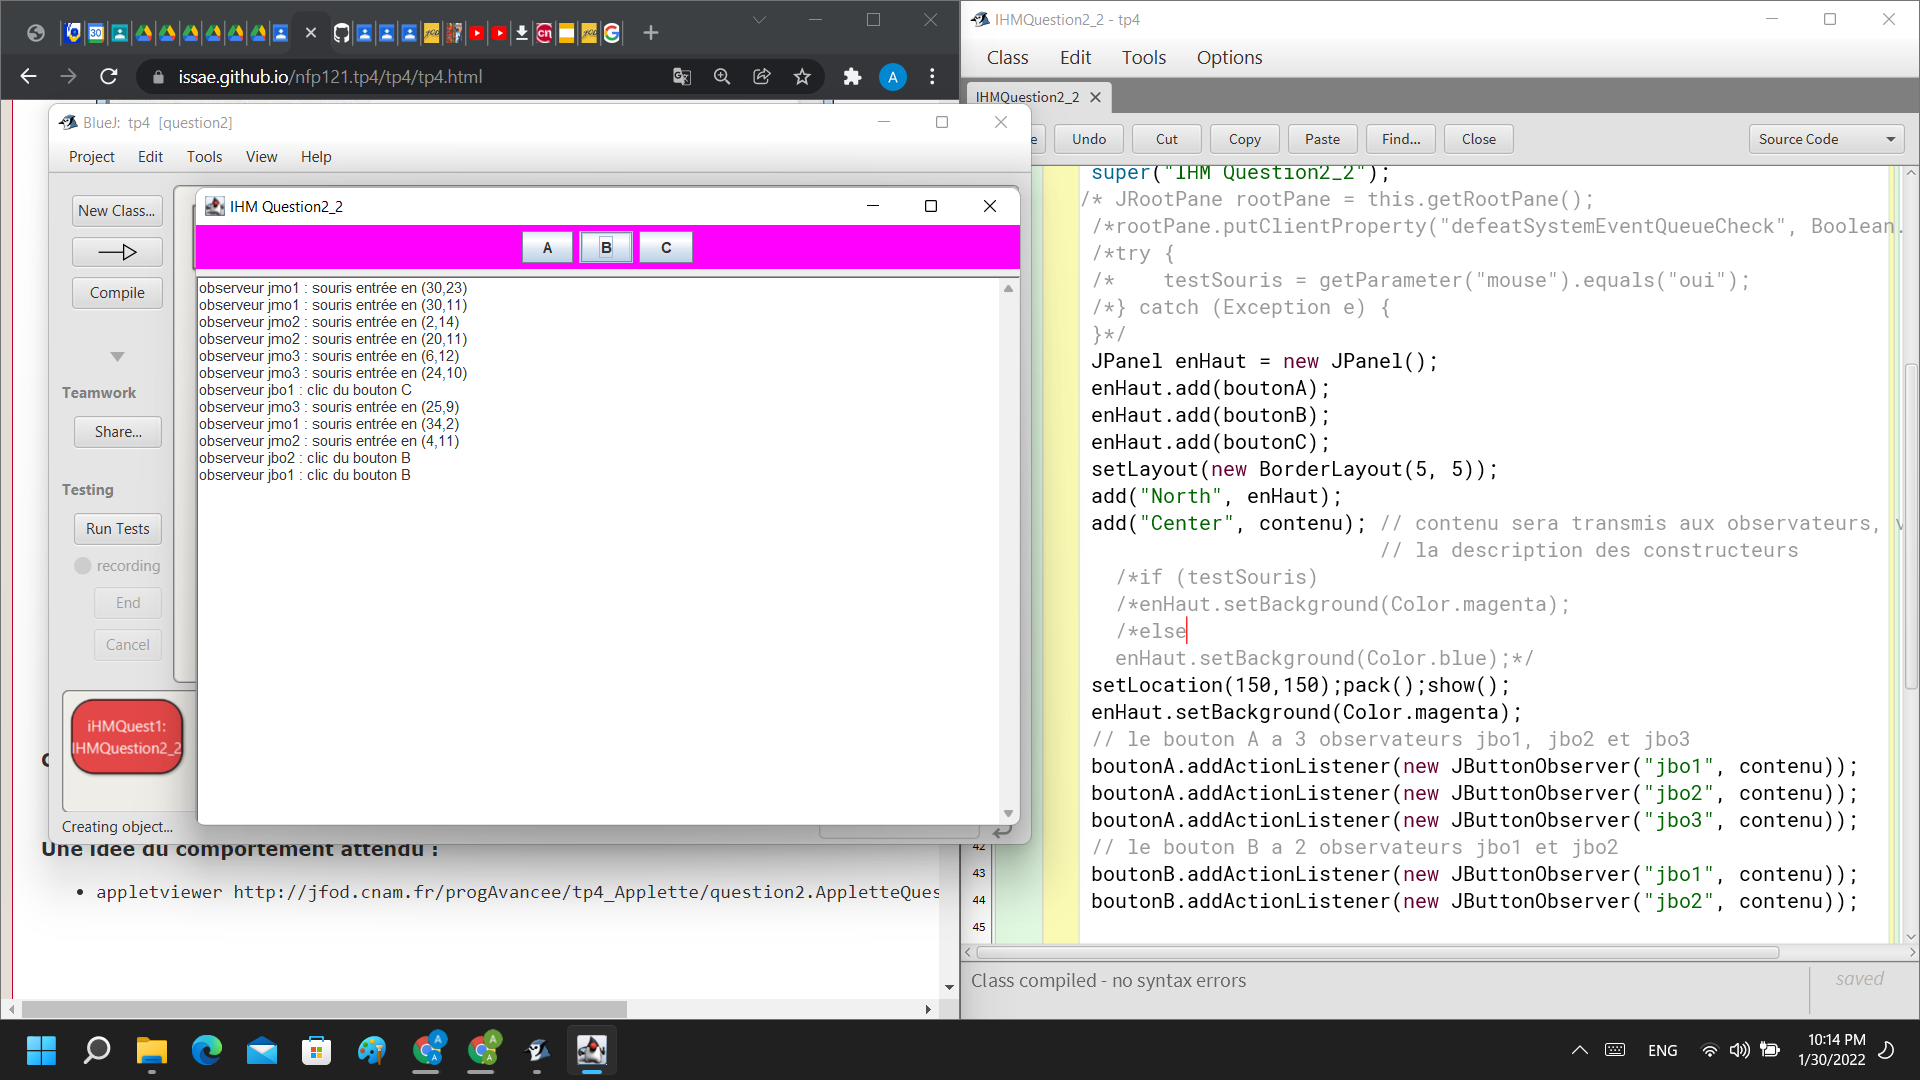 issae.github.io/nfp121.tp4/tp4/tp4.html
A
BlueJ: tp4 [question2]
Project Edit Tools View Help
New Class...
Compile
Teamwork
Share...
Testing
Run Tests
recording
End
Cancel
iHMQuest1:
IHMQuestion2_2
Creating object...
IHM Question2_2
A B C
observeur jmo1 : souris entrée en (30,23)
observeur jmo1 : souris entrée en (30,11)
observeur jmo2 : souris entrée en (2,14)
observeur jmo2 : souris entrée en (20,11)
observeur jmo3 : souris entrée en (6,12)
observeur jmo3 : souris entrée en (24,10)
observeur jbo1 : clic du bouton C
observeur jmo3 : souris entrée en (25,9)
observeur jmo1 : souris entrée en (34,2)
observeur jmo2 : souris entrée en (4,11)
observeur jbo2 : clic du bouton B
observeur jbo1 : clic du bouton B
Une idée du comportement attendu :
• appletviewer http://jfod.cnam.fr/progAvancee/tp4_Applette/question2.AppletteQues
IHMQuestion2_2 - tp4
Class Edit Tools Options
IHMQuestion2_2
e Undo Cut Copy Paste Find... Close Source Code
super("IHM Question2_2");
/* JRootPane rootPane = this.getRootPane();
/*rootPane.putClientProperty("defeatSystemEventQueueCheck", Boolean.
/*try {
/* testSouris = getParameter("mouse").equals("oui");
/*} catch (Exception e) {
}*/
JPanel enHaut = new JPanel();
enHaut.add(boutonA);
enHaut.add(boutonB);
enHaut.add(boutonC);
setLayout(new BorderLayout(5, 5));
add("North", enHaut);
add("Center", contenu); // contenu sera transmis aux observateurs, v
// la description des constructeurs
/*if (testSouris)
/*enHaut.setBackground(Color.magenta);
/*else
enHaut.setBackground(Color.blue);*/
setLocation(150,150);pack();show();
enHaut.setBackground(Color.magenta);
// le bouton A a 3 observateurs jbo1, jbo2 et jbo3
boutonA.addActionListener(new JButtonObserver("jbo1", contenu));
boutonA.addActionListener(new JButtonObserver("jbo2", contenu));
boutonA.addActionListener(new JButtonObserver("jbo3", contenu));
42 // le bouton B a 2 observateurs jbo1 et jbo2
43 boutonB.addActionListener(new JButtonObserver("jbo1", contenu));
44 boutonB.addActionListener(new JButtonObserver("jbo2", contenu));
45
Class compiled - no syntax errors
saved
ENG
10:14 PM
1/30/2022